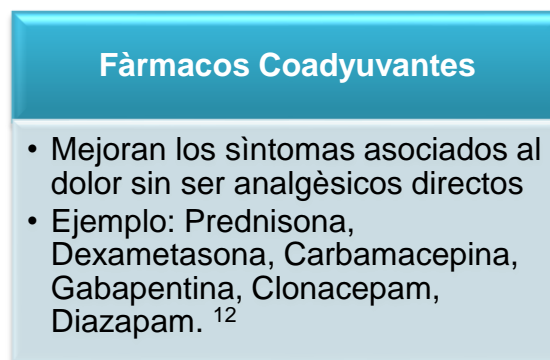 Fàrmacos Coadyuvantes
• Mejoran los sìntomas asociados al
dolor sin ser analgèsicos directos
• Ejemplo: Prednisona,
Dexametasona, Carbamacepina,
Gabapentina, Clonacepam,
Diazapam. ¹²